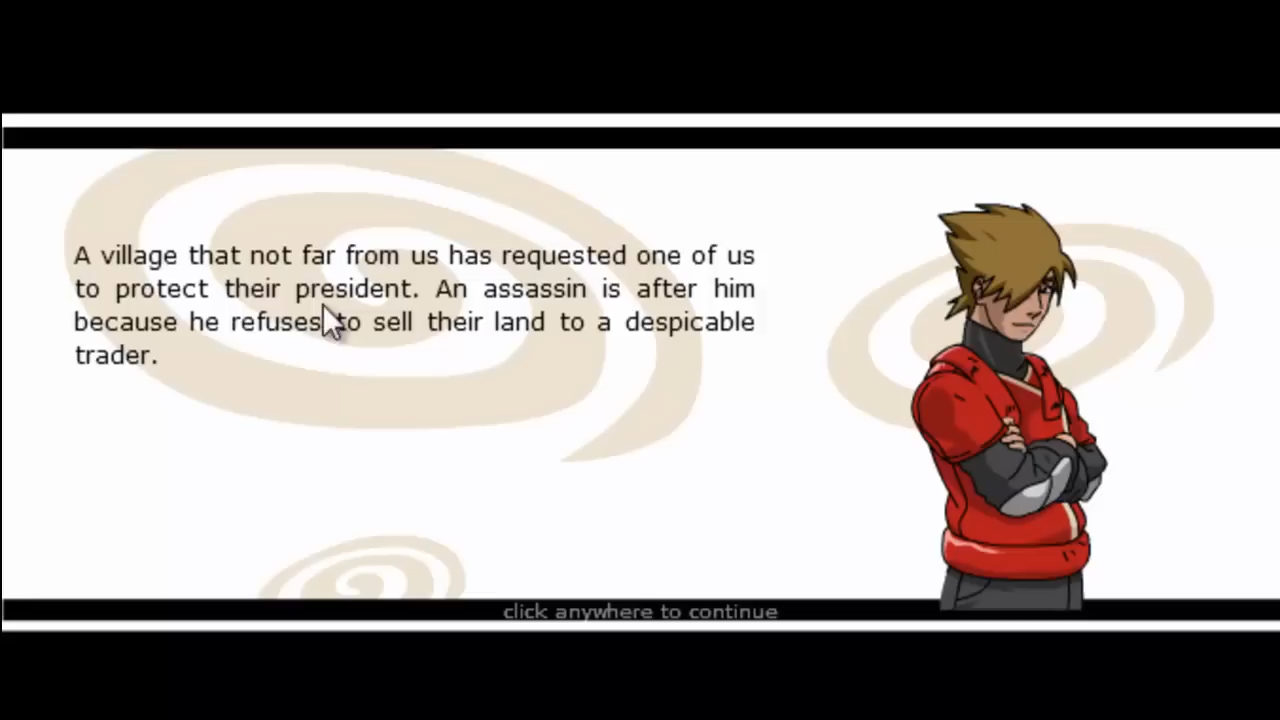 A village that not far from us has requested one of us
to protect their president. An assassin is after him
because he refuses to sell their land to a despicable
trader.
click anywhere to continue